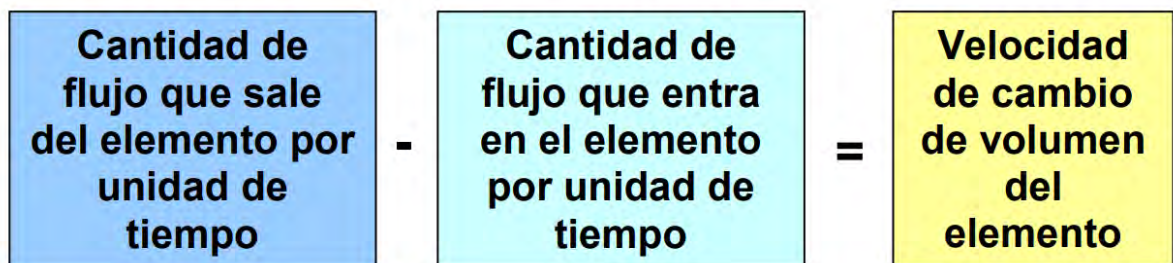 Cantidad de
flujo que sale
del elemento por
unidad de
tiempo
-
Cantidad de
flujo que entra
en el elemento
por unidad de
tiempo
=
Velocidad
de cambio
de volumen
del
elemento